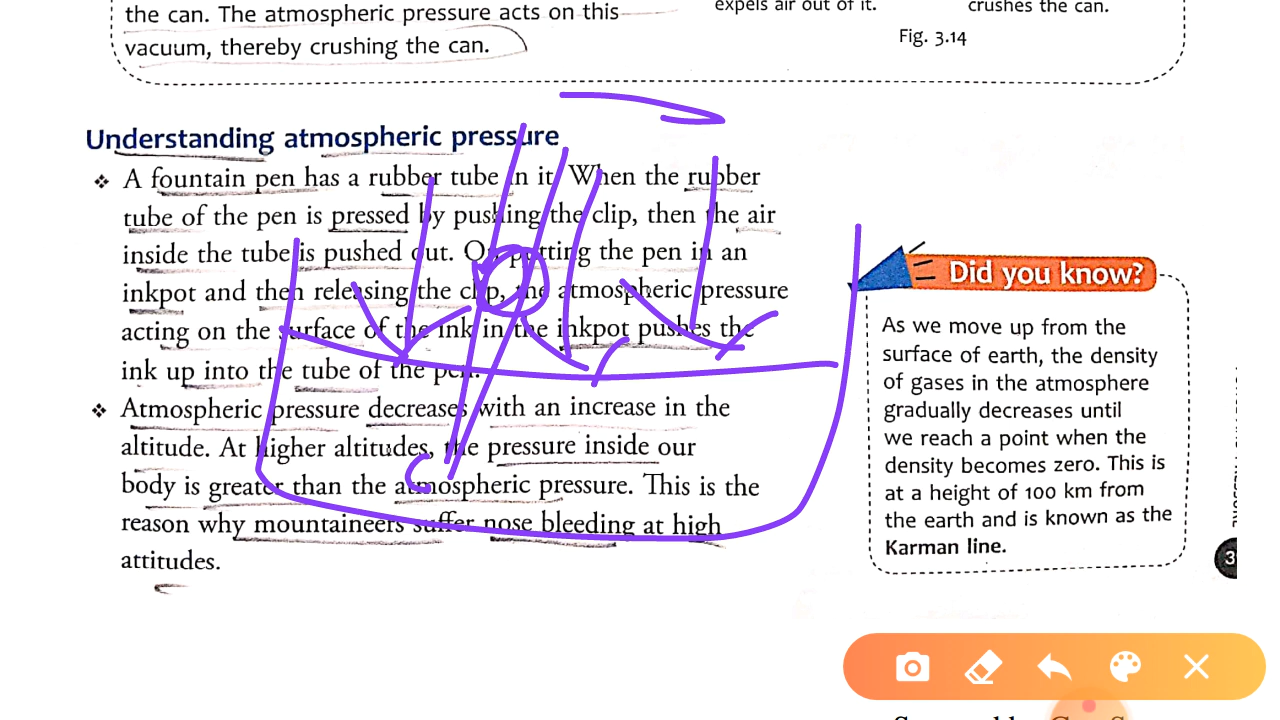 the can. The atmospheric pressure acts on this
vacuum, thereby crushing the can.
expels air out of it.
crushes the can.
Fig. 3.14
Understanding atmospheric pressure
❖ A fountain pen has a rubber tube in it. When the rubber
tube of the pen is pressed by pushing the clip, then the air
inside the tube is pushed out. On putting the pen in an
inkpot and then releasing the clip, the atmospheric pressure
acting on the surface of the ink in the inkpot pushes the
ink up into the tube of the pen.
❖ Atmospheric pressure decreases with an increase in the
altitude. At higher altitudes, the pressure inside our
body is greater than the atmospheric pressure. This is the
reason why mountaineers suffer nose bleeding at high
attitudes.
Did you know?
As we move up from the
surface of earth, the density
of gases in the atmosphere
gradually decreases until
we reach a point when the
density becomes zero. This is
at a height of 100 km from
the earth and is known as the
Karman line.
3